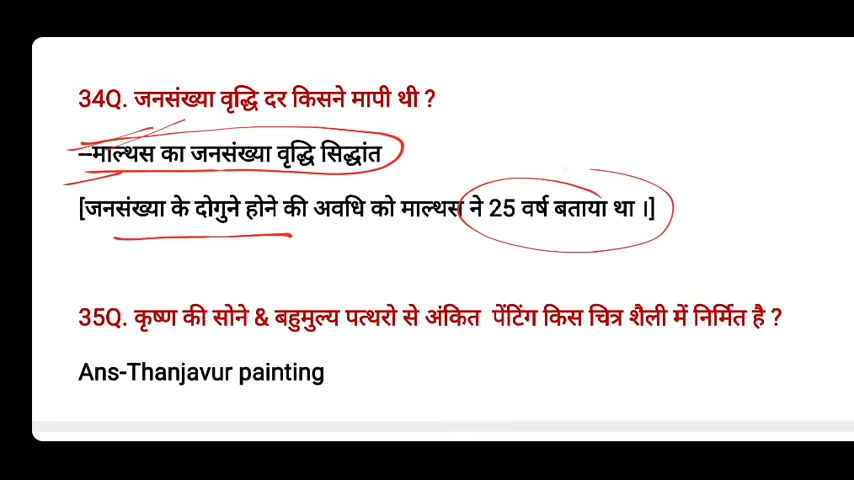 34Q. जनसंख्या वृद्धि दर किसने मापी थी ?
–माल्थस का जनसंख्या वृद्धि सिद्धांत
[जनसंख्या के दोगुने होने की अवधि को माल्थस ने 25 वर्ष बताया था ।]
35Q. कृष्ण की सोने & बहुमुल्य पत्थरो से अंकित पेंटिंग किस चित्र शैली में निर्मित है ?
Ans-Thanjavur painting